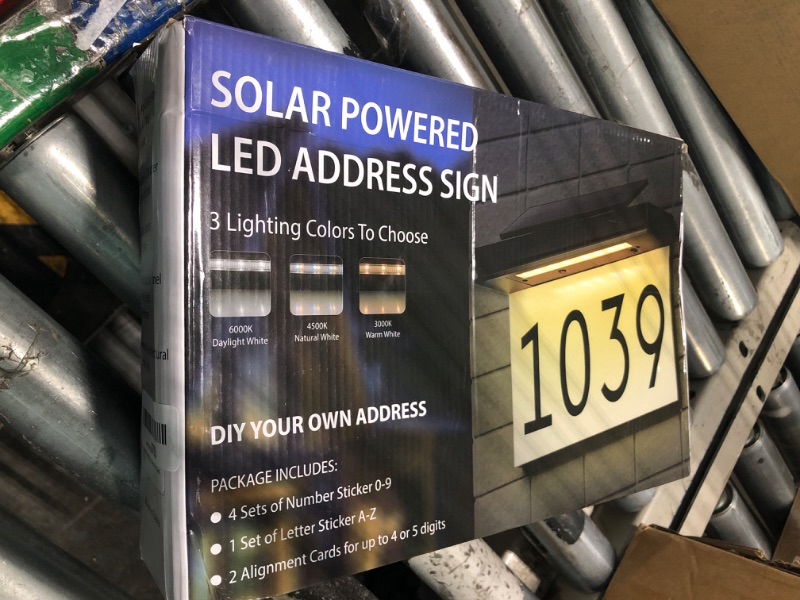 SOLAR POWERED
LED ADDRESS SIGN
3 Lighting Colors To Choose
6000K
Daylight White
4500K
Natural White
3000K
Warm White
1039
DIY YOUR OWN ADDRESS
PACKAGE INCLUDES:
• 4 Sets of Number Sticker 0-9
• 1 Set of Letter Sticker A-Z
• 2 Alignment Cards for up to 4 or 5 digits